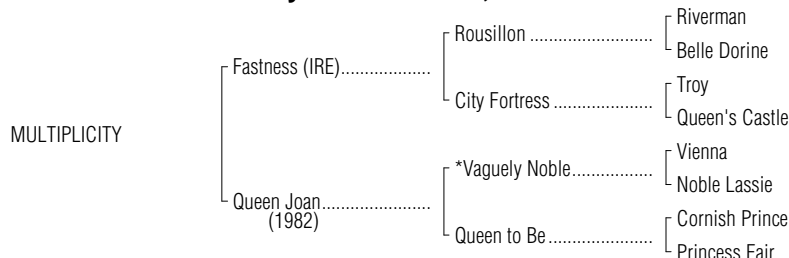 Riverman
Rousillon ..........................
Belle Dorine
Fastness (IRE)...................
Troy
City Fortress .....................
Queen's Castle
MULTIPLICITY
Vienna
*Vaguely Noble.................
Noble Lassie
Queen Joan.......................
(1982)
Cornish Prince
Queen to Be ......................
Princess Fair